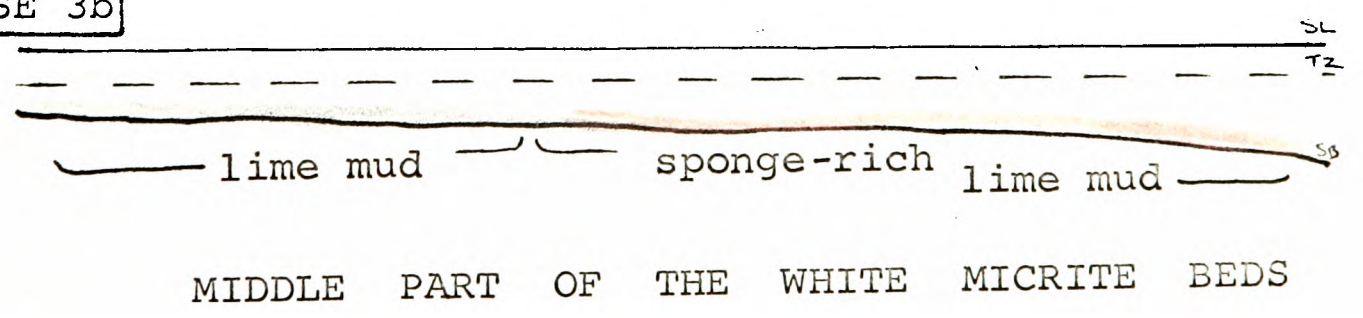 SE 3b
SL
TZ
SB
lime mud sponge-rich lime mud
MIDDLE PART OF THE WHITE MICRITE BEDS